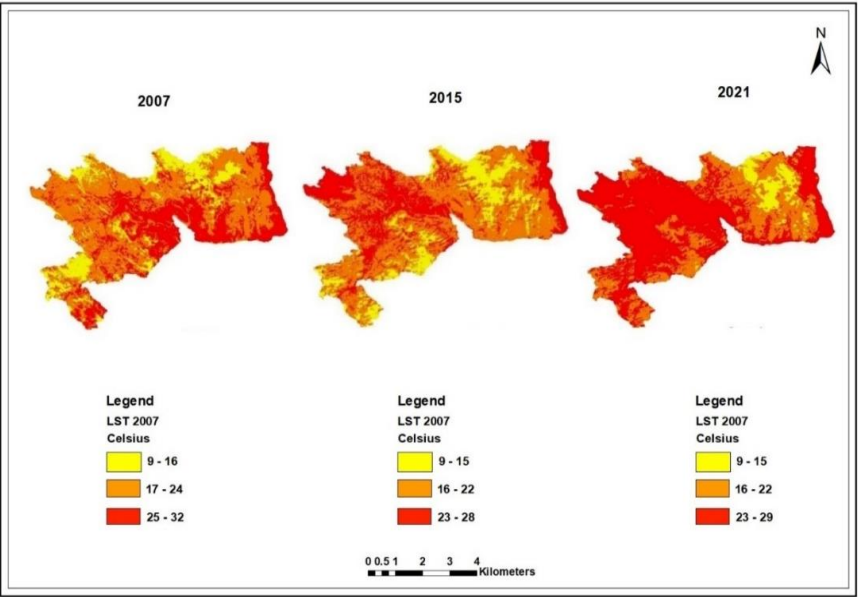 N
2007
2015
2021
Legend
LST 2007
Celsius
9 - 16
17 - 24
25 - 32
Legend
LST 2007
Celsius
9 - 15
16 - 22
23 - 28
Legend
LST 2007
Celsius
9 - 15
16 - 22
23 - 29
0 0.5 1 2 3 4
Kilometers